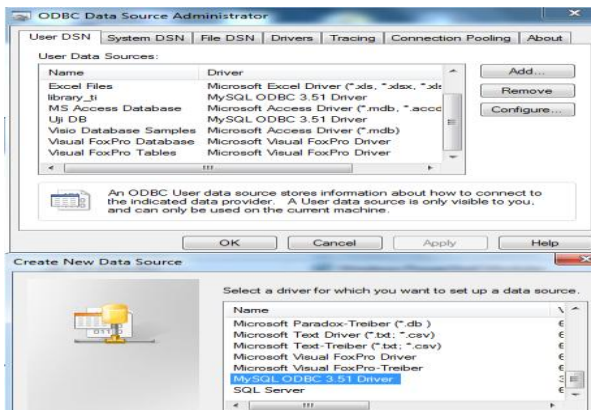 ODBC Data Source Administrator
User DSN System DSN File DSN Drivers Tracing Connection Pooling About
User Data Sources:
Name Driver
Excel Files Microsoft Excel Driver (*.xls, *.xlsx, *.xls
library_ti MySQL ODBC 3.51 Driver
MS Access Database Microsoft Access Driver (*.mdb, *.accd
Uji DB MySQL ODBC 3.51 Driver
Visio Database Samples Microsoft Access Driver (*.mdb)
Visual FoxPro Database Microsoft Visual FoxPro Driver
Visual FoxPro Tables Microsoft Visual FoxPro Driver
Add...
Remove
Configure...
An ODBC User data source stores information about how to connect to
the indicated data provider. A User data source is only visible to you,
and can only be used on the current machine.
OK Cancel Apply Help
Create New Data Source
Select a driver for which you want to set up a data source.
Name
Microsoft Paradox-Treiber (*.db )
Microsoft Text Driver (*.txt; *.csv)
Microsoft Text-Treiber (*.txt; *.csv)
Microsoft Visual FoxPro Driver
Microsoft Visual FoxPro-Treiber
MySQL ODBC 3.51 Driver
SQL Server